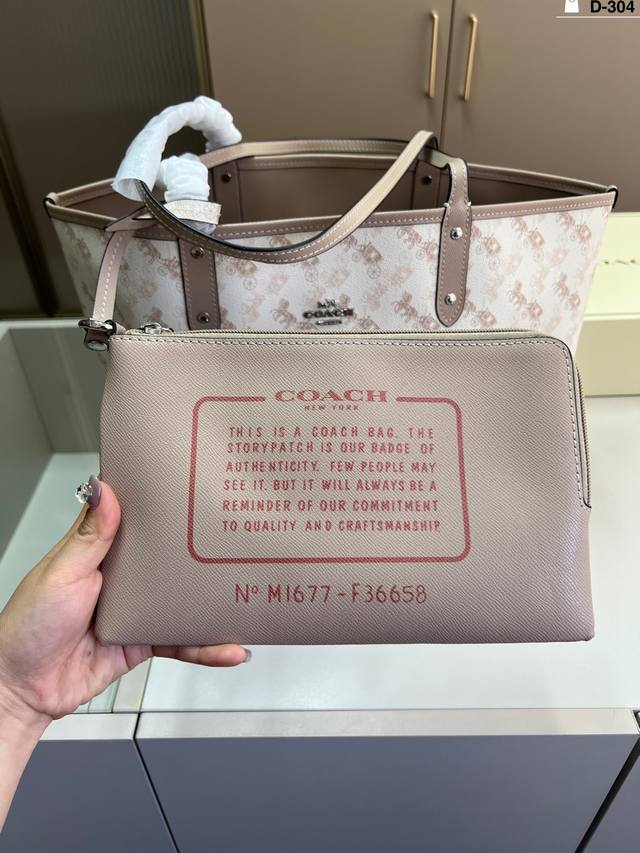 D-304
COACH
COACH
NEW YORK
THIS IS A COACH BAG. THE
STORYPATCH IS OUR BADGE OF
AUTHENTICITY. FEW PEOPLE MAY
SEE IT. BUT IT WILL ALWAYS BE A
REMINDER OF OUR COMMITMENT
TO QUALITY AND CRAFTSMANSHIP.
Nº M1677-F36658